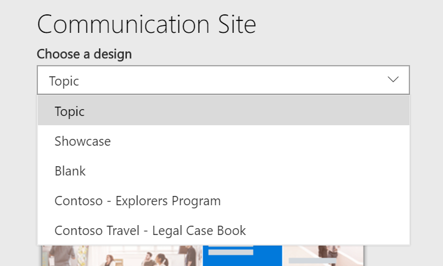 Communication Site
Choose a design
Topic
Topic
Showcase
Blank
Contoso - Explorers Program
Contoso Travel - Legal Case Book